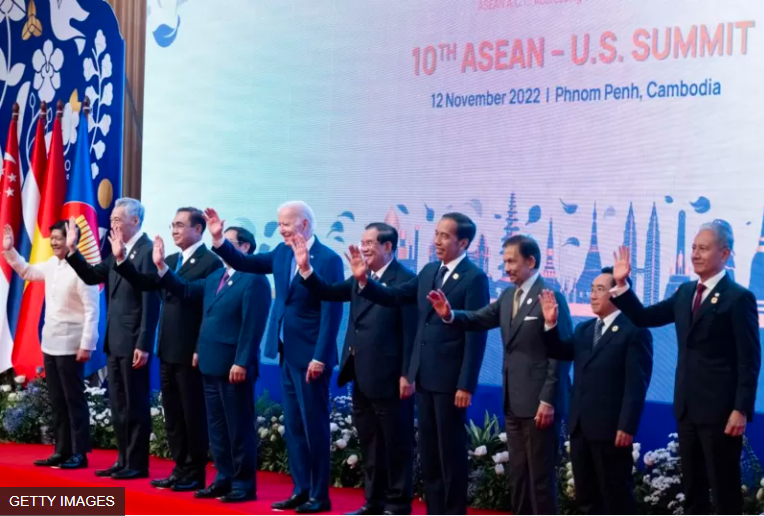 10TH ASEAN – U.S. SUMMIT
12 November 2022 | Phnom Penh, Cambodia
GETTY IMAGES